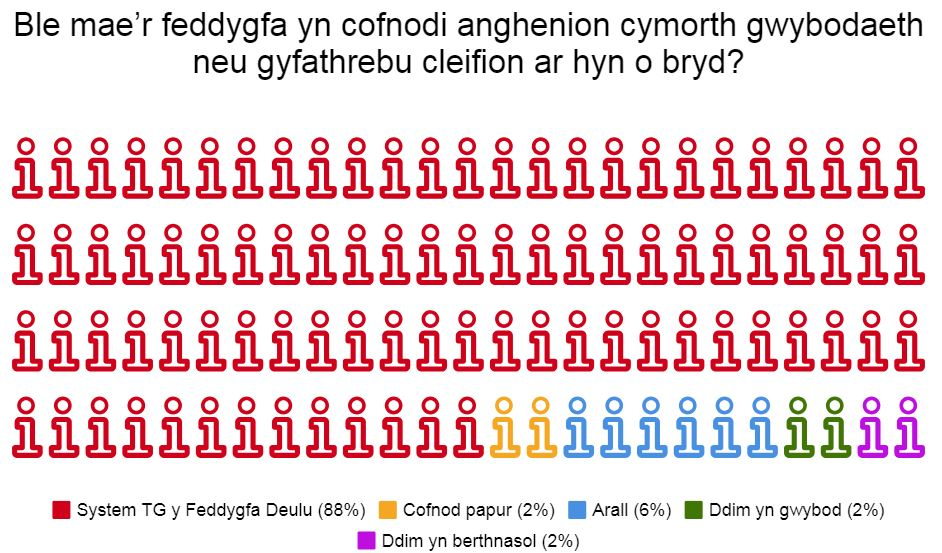 Ble mae’r feddygfa yn cofnodi anghenion cymorth gwybodaeth
neu gyfathrebu cleifion ar hyn o bryd?
System TG y Feddygfa Deulu (88%)
Cofnod papur (2%)
Arall (6%)
Ddim yn gwybod (2%)
Ddim yn berthnasol (2%)